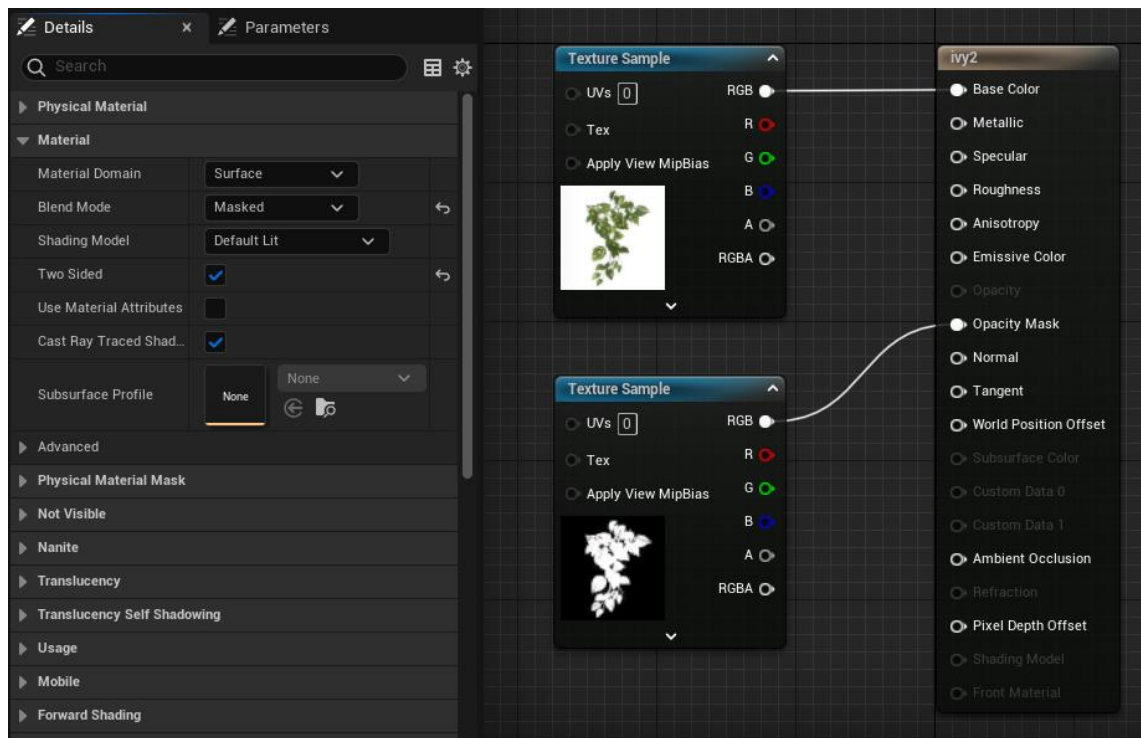 Details
Parameters
Search
Physical Material
Material
Material Domain Surface
Blend Mode Masked
Shading Model Default Lit
Two Sided
Use Material Attributes
Cast Ray Traced Shad...
Subsurface Profile None None
Advanced
Physical Material Mask
Not Visible
Nanite
Translucency
Translucency Self Shadowing
Usage
Mobile
Forward Shading
Texture Sample
UVs 0 RGB
Tex R
Apply View MipBias G
B
A
RGBA
Texture Sample
UVs 0 RGB
Tex R
Apply View MipBias G
B
A
RGBA
ivy2
Base Color
Metallic
Specular
Roughness
Anisotropy
Emissive Color
Opacity
Opacity Mask
Normal
Tangent
World Position Offset
Subsurface Color
Custom Data 0
Custom Data 1
Ambient Occlusion
Refraction
Pixel Depth Offset
Shading Model
Front Material